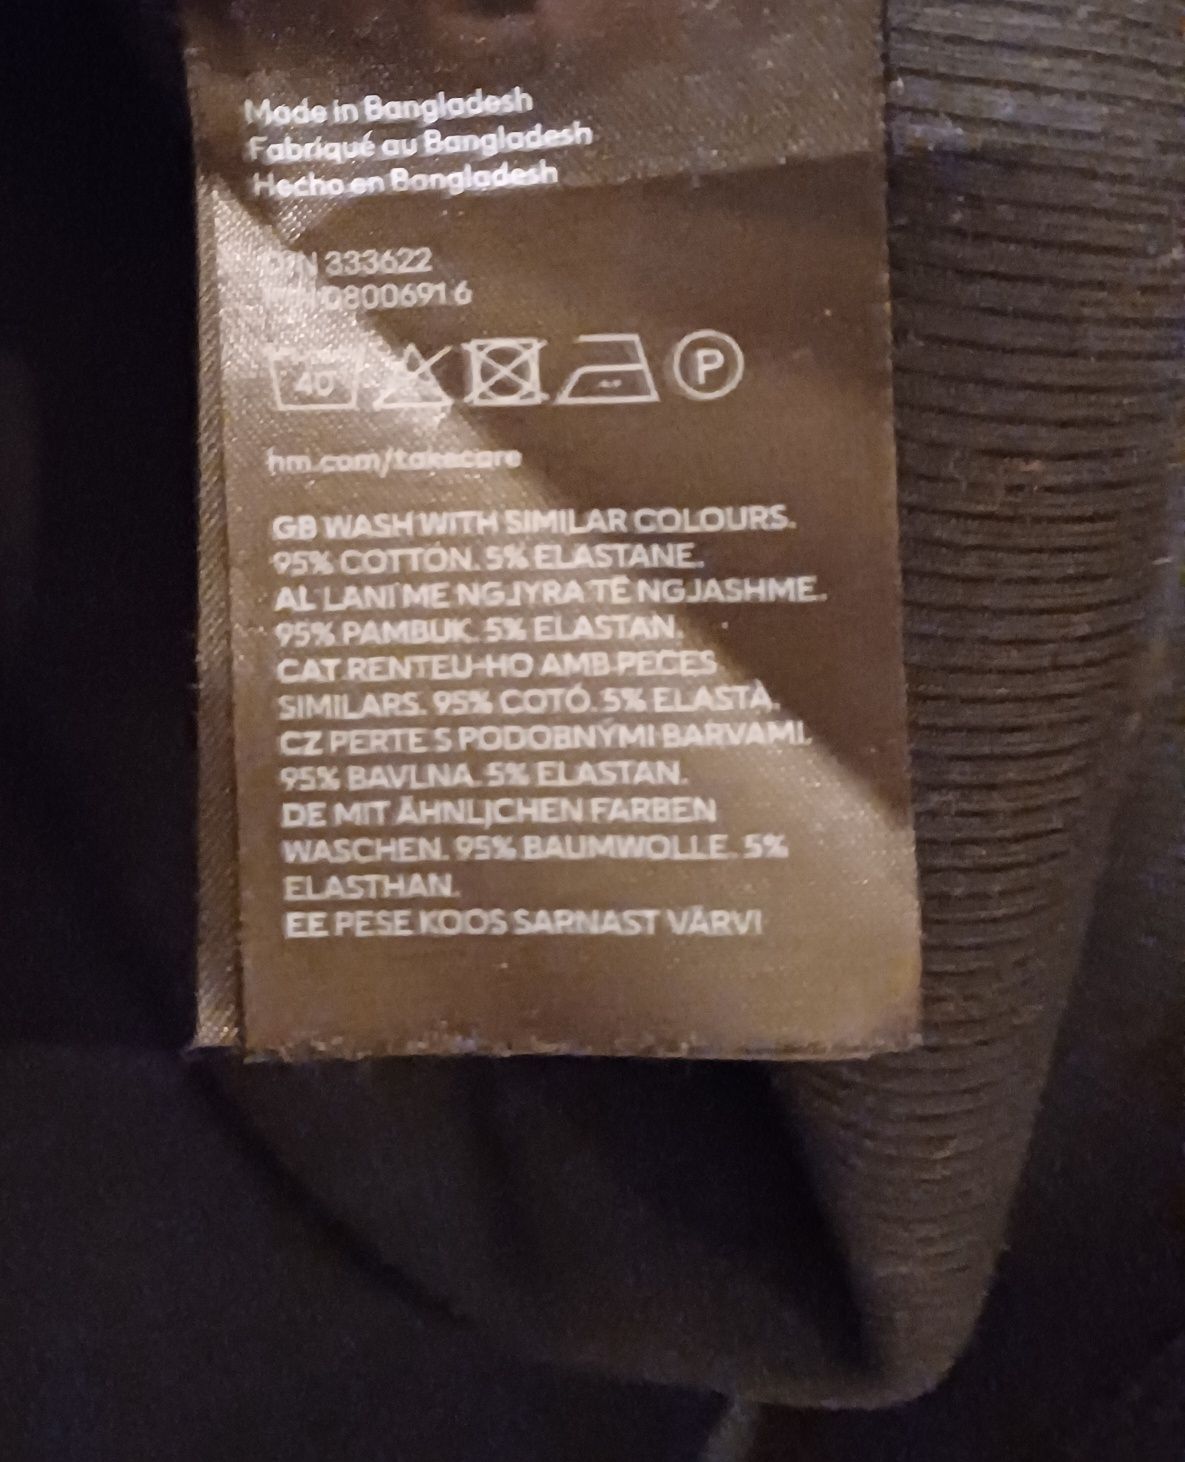 Made in Bangladesh
Fabriqué au Bangladesh
Hecho en Bangladesh
333622
08006916
40
P
hm.com/takecare
GB WASH WITH SIMILAR COLOURS.
95% COTTON. 5% ELASTANE.
AL LANI ME NGJYRA TË NGJASHME.
95% PAMBUK. 5% ELASTAN.
CAT RENTEU-HO AMB PECES
SIMILARS. 95% COTÓ. 5% ELASTÀ.
CZ PERTE S PODOBNÝMI BARVAMI.
95% BAVLNA. 5% ELASTAN.
DE MIT ÄHNLICHEN FARBEN
WASCHEN. 95% BAUMWOLLE. 5%
ELASTHAN.
EE PESE KOOS SARNAST VÄRVI